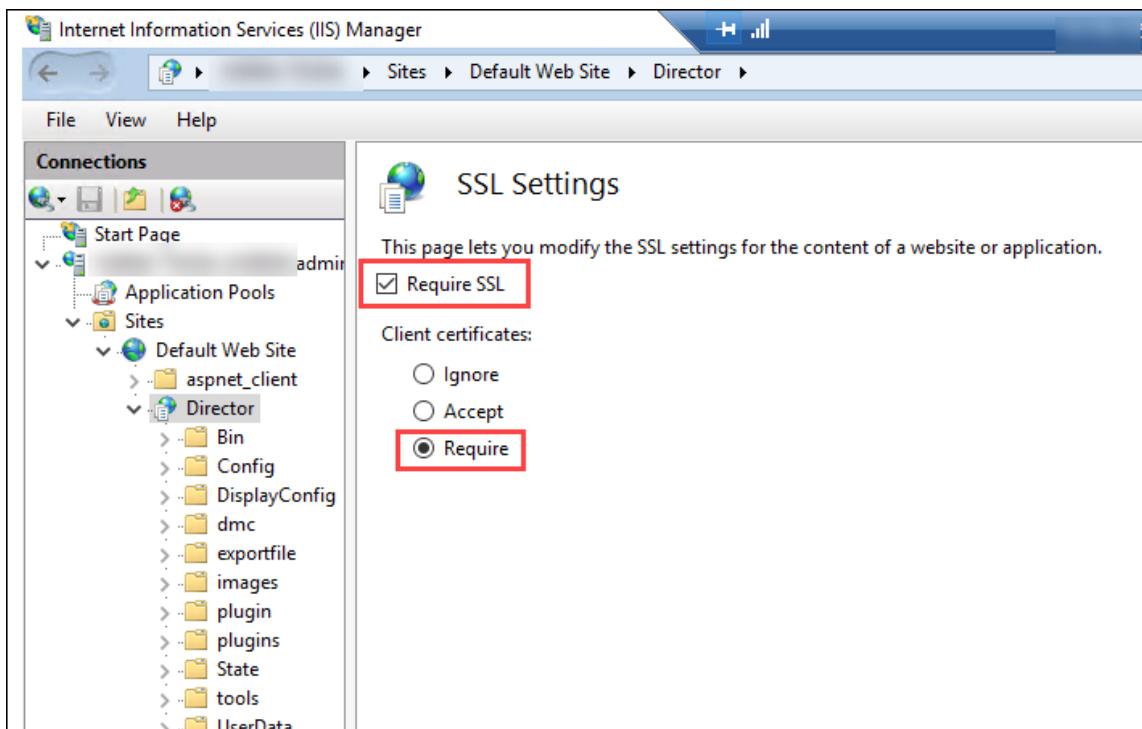 Internet Information Services (IIS) Manager
Sites Default Web Site Director
File View Help
Connections
Start Page
admin
Application Pools
Sites
Default Web Site
aspnet_client
Director
Bin
Config
DisplayConfig
dmc
exportfile
images
plugin
plugins
State
tools
UserData
SSL Settings
This page lets you modify the SSL settings for the content of a website or application.
Require SSL
Client certificates:
Ignore
Accept
Require